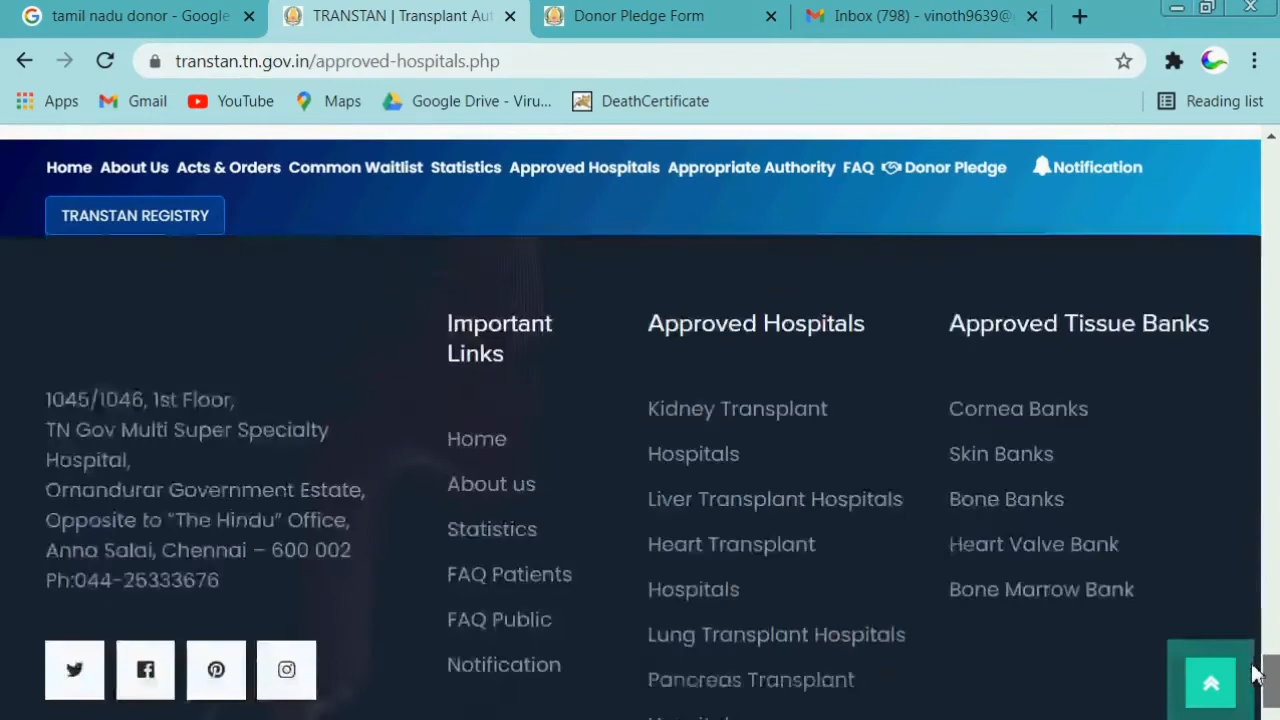 tamil nadu donor - Google
TRANSTAN | Transplant Aut
Donor Pledge Form
Inbox (798) - vinoth9639@
transtan.tn.gov.in/approved-hospitals.php
Apps
Gmail
YouTube
Maps
Google Drive - Viru...
DeathCertificate
Reading list
Home About Us Acts & Orders Common Waitlist Statistics Approved Hospitals Appropriate Authority FAQ Donor Pledge Notification
TRANSTAN REGISTRY
1045/1046, 1st Floor,
TN Gov Multi Super Specialty
Hospital,
Omandurar Government Estate,
Opposite to "The Hindu" Office,
Anna Salai, Chennai – 600 002
Ph:044-25333676
Important
Links
Home
About us
Statistics
FAQ Patients
FAQ Public
Notification
Approved Hospitals
Kidney Transplant
Hospitals
Liver Transplant Hospitals
Heart Transplant
Hospitals
Lung Transplant Hospitals
Pancreas Transplant
Approved Tissue Banks
Cornea Banks
Skin Banks
Bone Banks
Heart Valve Bank
Bone Marrow Bank